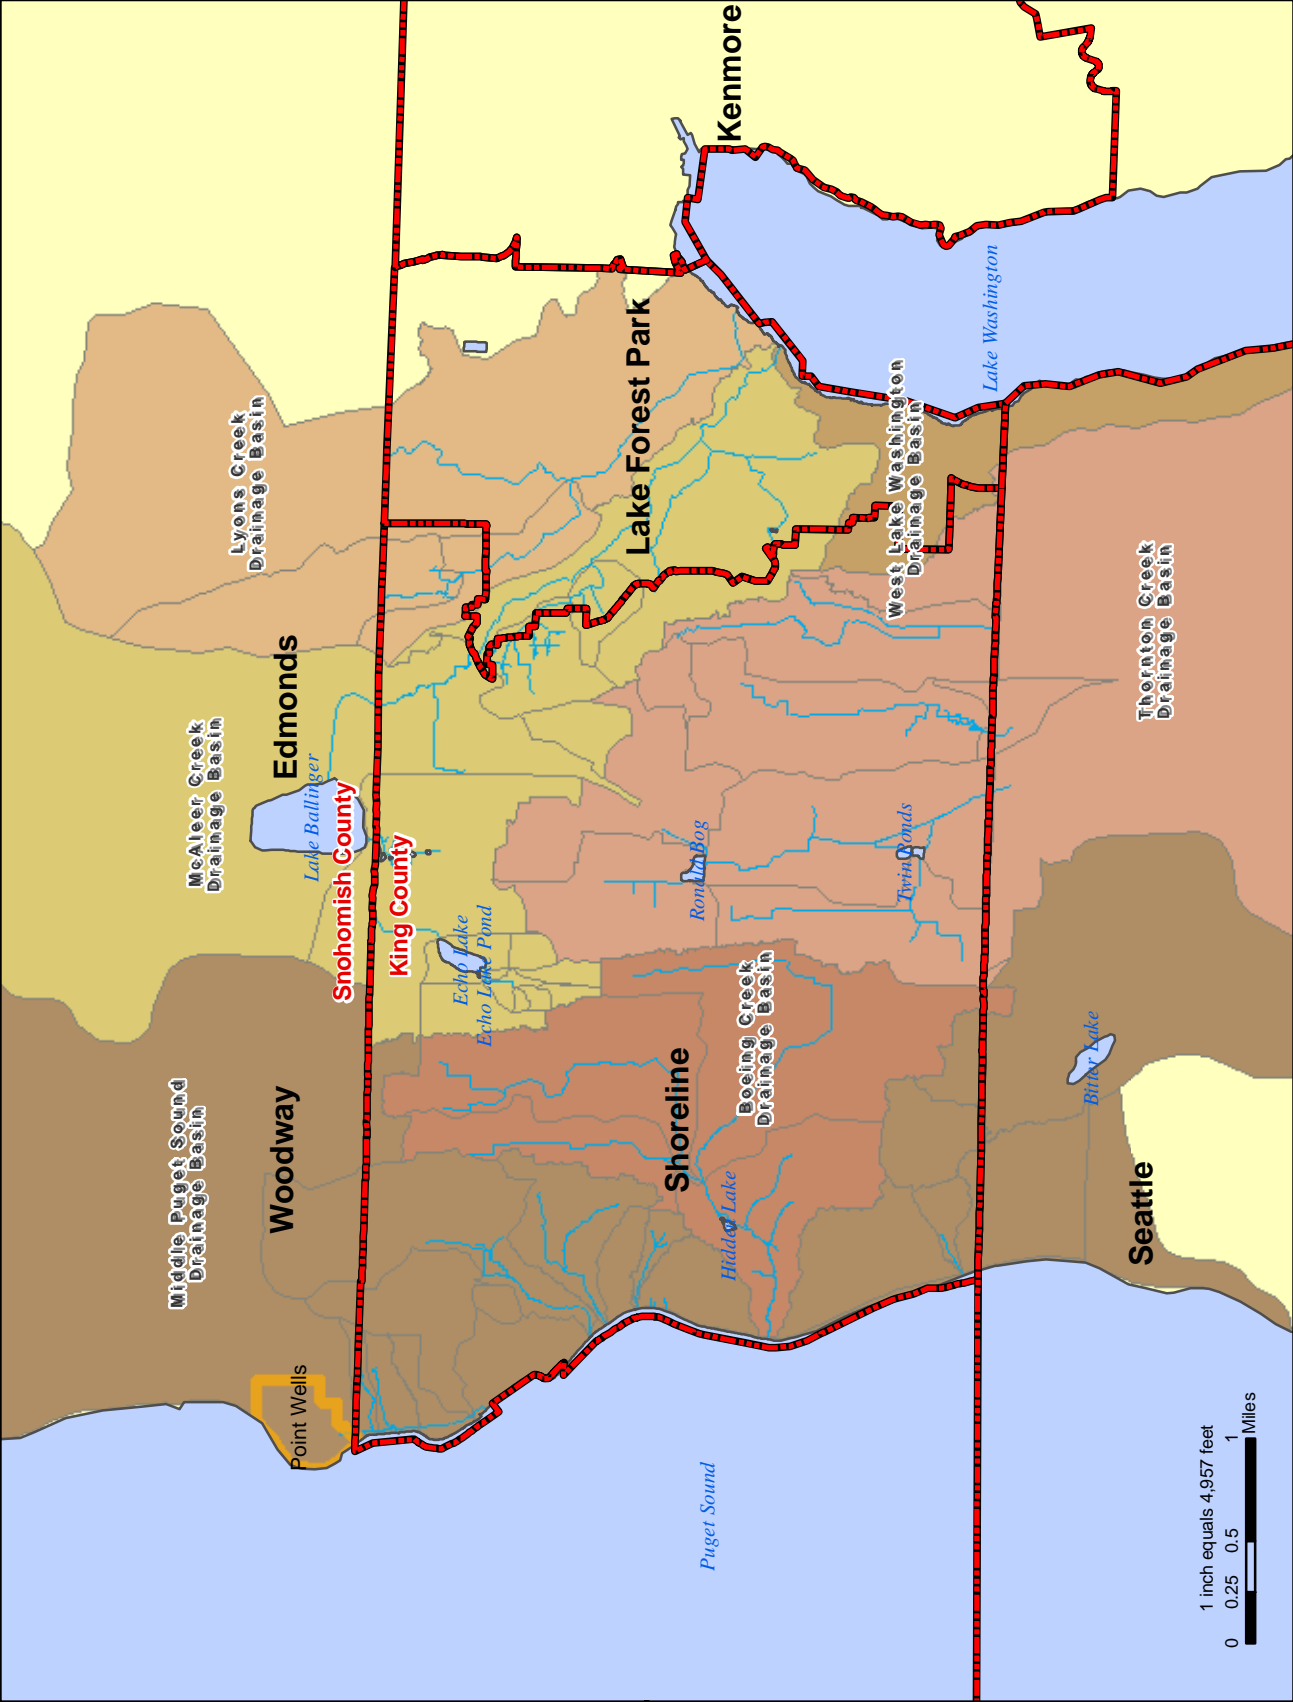 Middle Puget Sound
Drainage Basin
McAleer Creek
Drainage Basin
Lyons Creek
Drainage Basin
Point Wells
Woodway
Edmonds
Lake Ballinger
Snohomish County
King County
Echo Lake
Echo Lake Pond
Lake Forest Park
Kenmore
Shoreline
Ronald Bog
Puget Sound
Hidden Lake
Boeing Creek
Drainage Basin
Twin Ponds
West Lake Washington
Drainage Basin
Lake Washington
Bitter Lake
Seattle
Thornton Creek
Drainage Basin
1 inch equals 4,957 feet
0 0.25 0.5 1
Miles